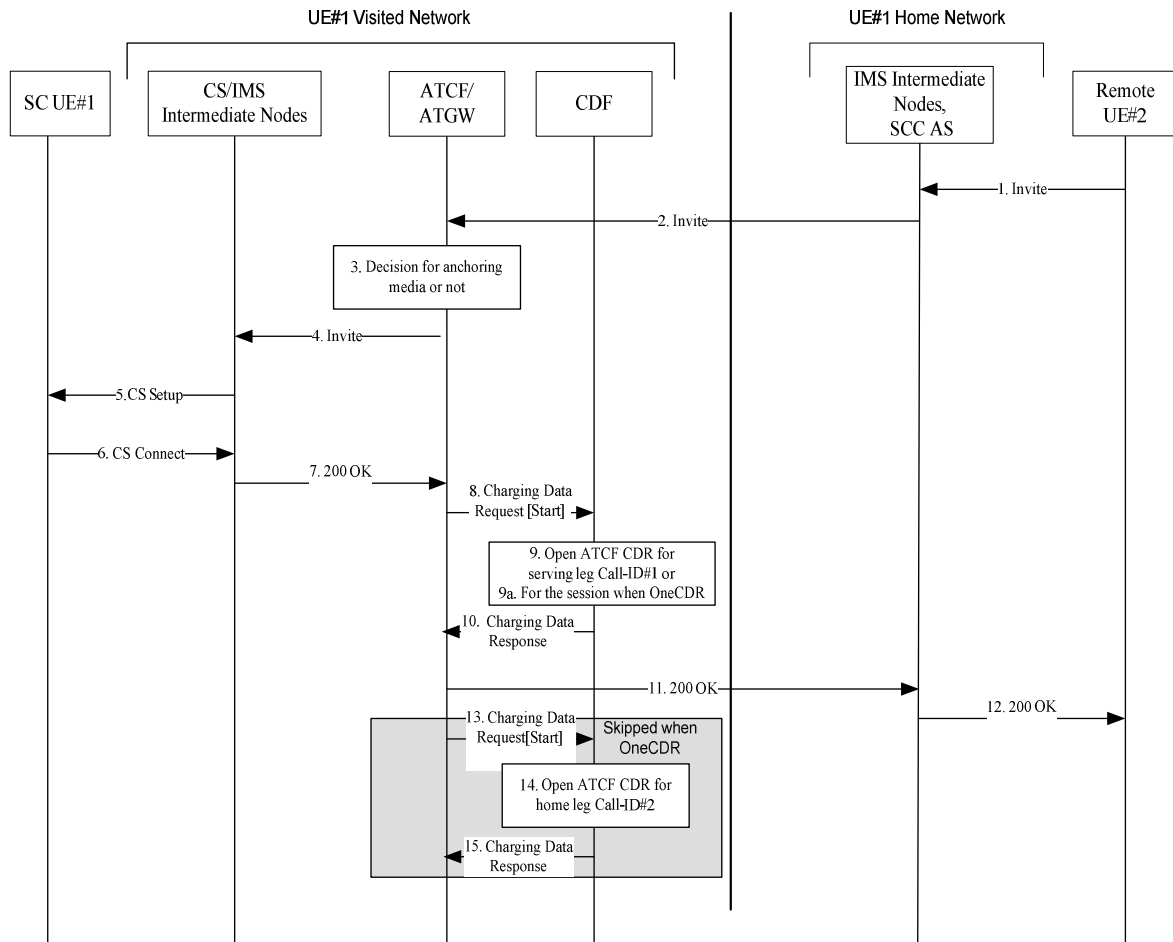 UE#1 Visited Network
UE#1 Home Network
SC UE#1
CS/IMS
Intermediate Nodes
ATCF/
ATGW
CDF
IMS Intermediate
Nodes,
SCC AS
Remote
UE#2
1. Invite
2. Invite
3. Decision for anchoring
media or not
4. Invite
5.CS Setup
6. CS Connect
7. 200 OK
8. Charging Data
Request [Start]
9. Open ATCF CDR for
serving leg Call-ID#1 or
9a. For the session when OneCDR
10. Charging Data
Response
11. 200 OK
12. 200 OK
13. Charging Data
Request[Start]
Skipped when
OneCDR
14. Open ATCF CDR for
home leg Call-ID#2
15. Charging Data
Response